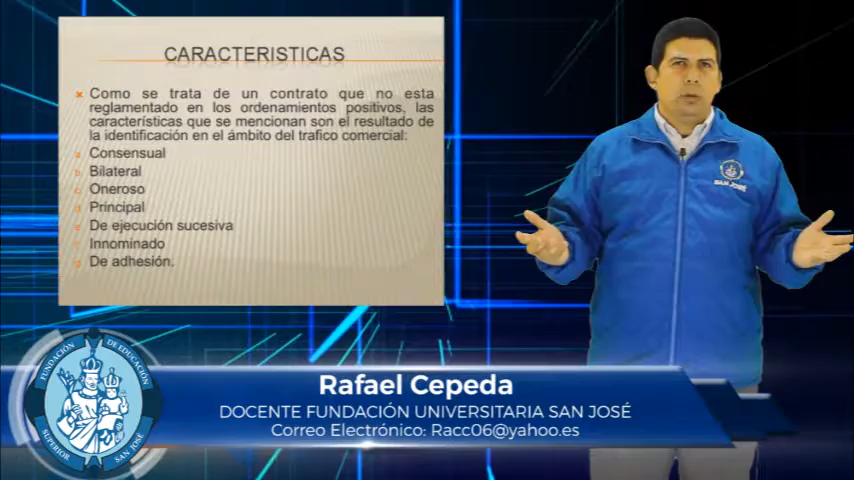 CARACTERISTICAS
Como se trata de un contrato que no esta
reglamentado en los ordenamientos positivos, las
características que se mencionan son el resultado de
la identificación en el ámbito del trafico comercial:
a Consensual
b Bilateral
c Oneroso
d Principal
e De ejecución sucesiva
f Innominado
g De adhesión.
SAN JOSÉ
Rafael Cepeda
DOCENTE FUNDACIÓN UNIVERSITARIA SAN JOSÉ
Correo Electrónico: Racc06@yahoo.es
FUNDACIÓN DE EDUCACIÓN
SUPERIOR SAN JOSÉ